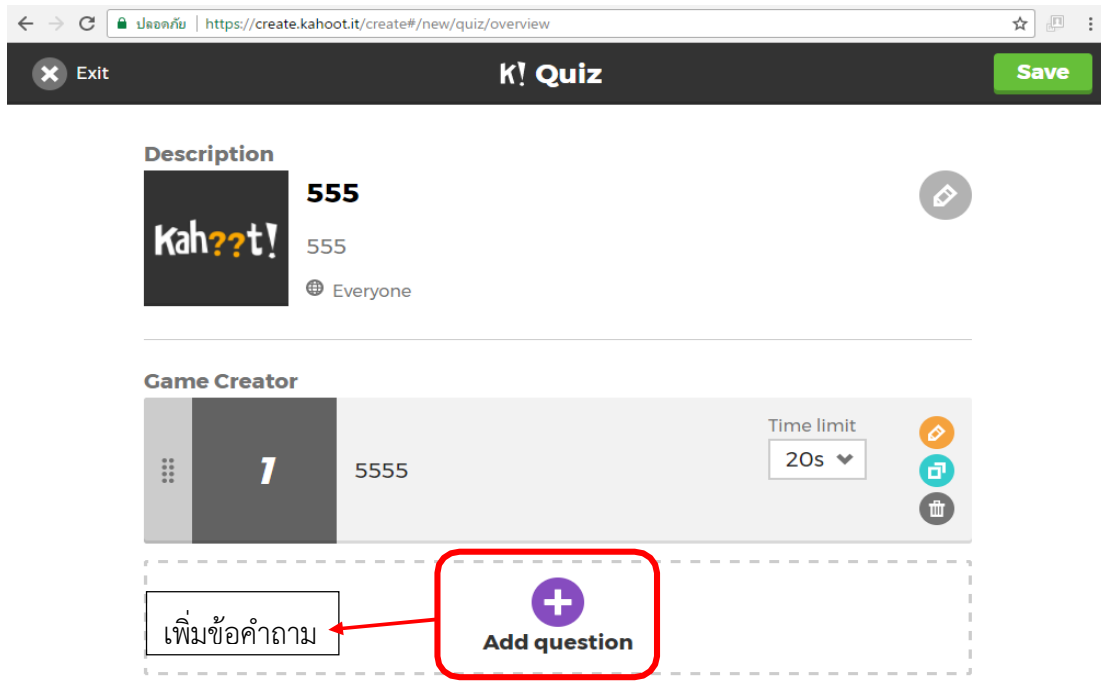 ปลอดภัย | https://create.kahoot.it/create#/new/quiz/overview
Exit
K! Quiz
Save
Description
Kah??t!
555
555
Everyone
Game Creator
1
5555
Time limit
20s
Add question
เพิ่มข้อคำถาม